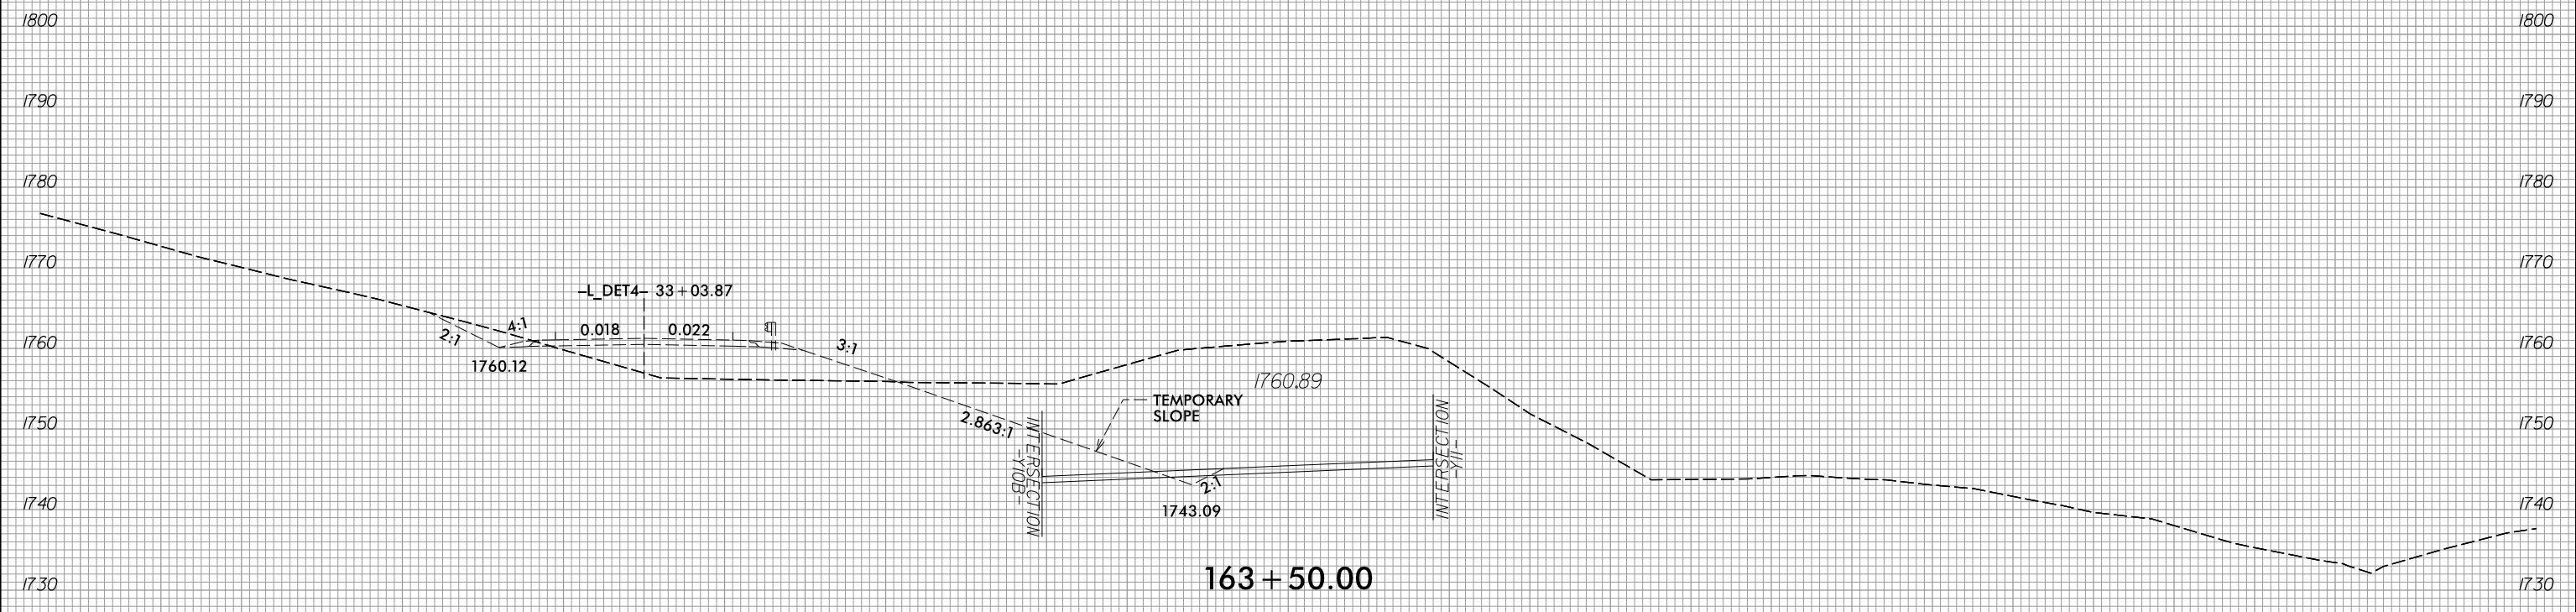 1800 1800
1790 1790
1780 1780
1770 1770
–L_DET4– 33+03.87
4:1 0.018 0.022
2:1 1760 3:1 1760
1760.12
1760.89
TEMPORARY
SLOPE
2.863:1
1750 1750
INTERSECTION
–Y10B–
INTERSECTION
–Y11–
2:1
1740 1743.09 1740
163+50.00
1730 1730